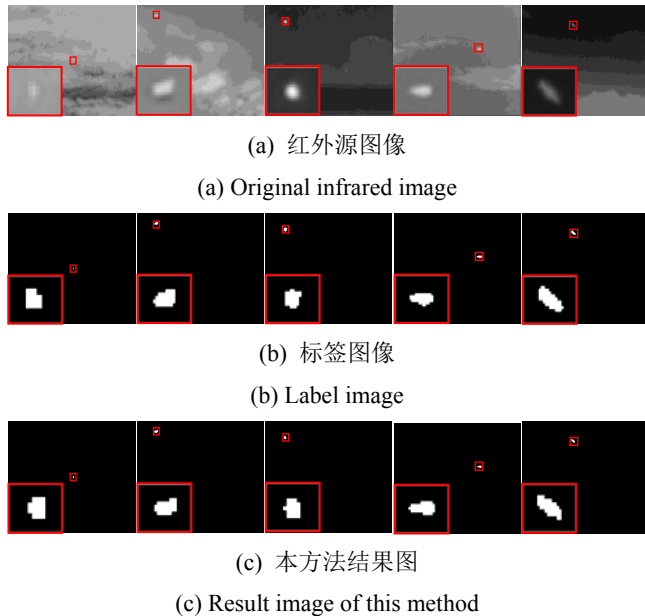 (a) 红外源图像
(a) Original infrared image
(b) 标签图像
(b) Label image
(c) 本方法结果图
(c) Result image of this method